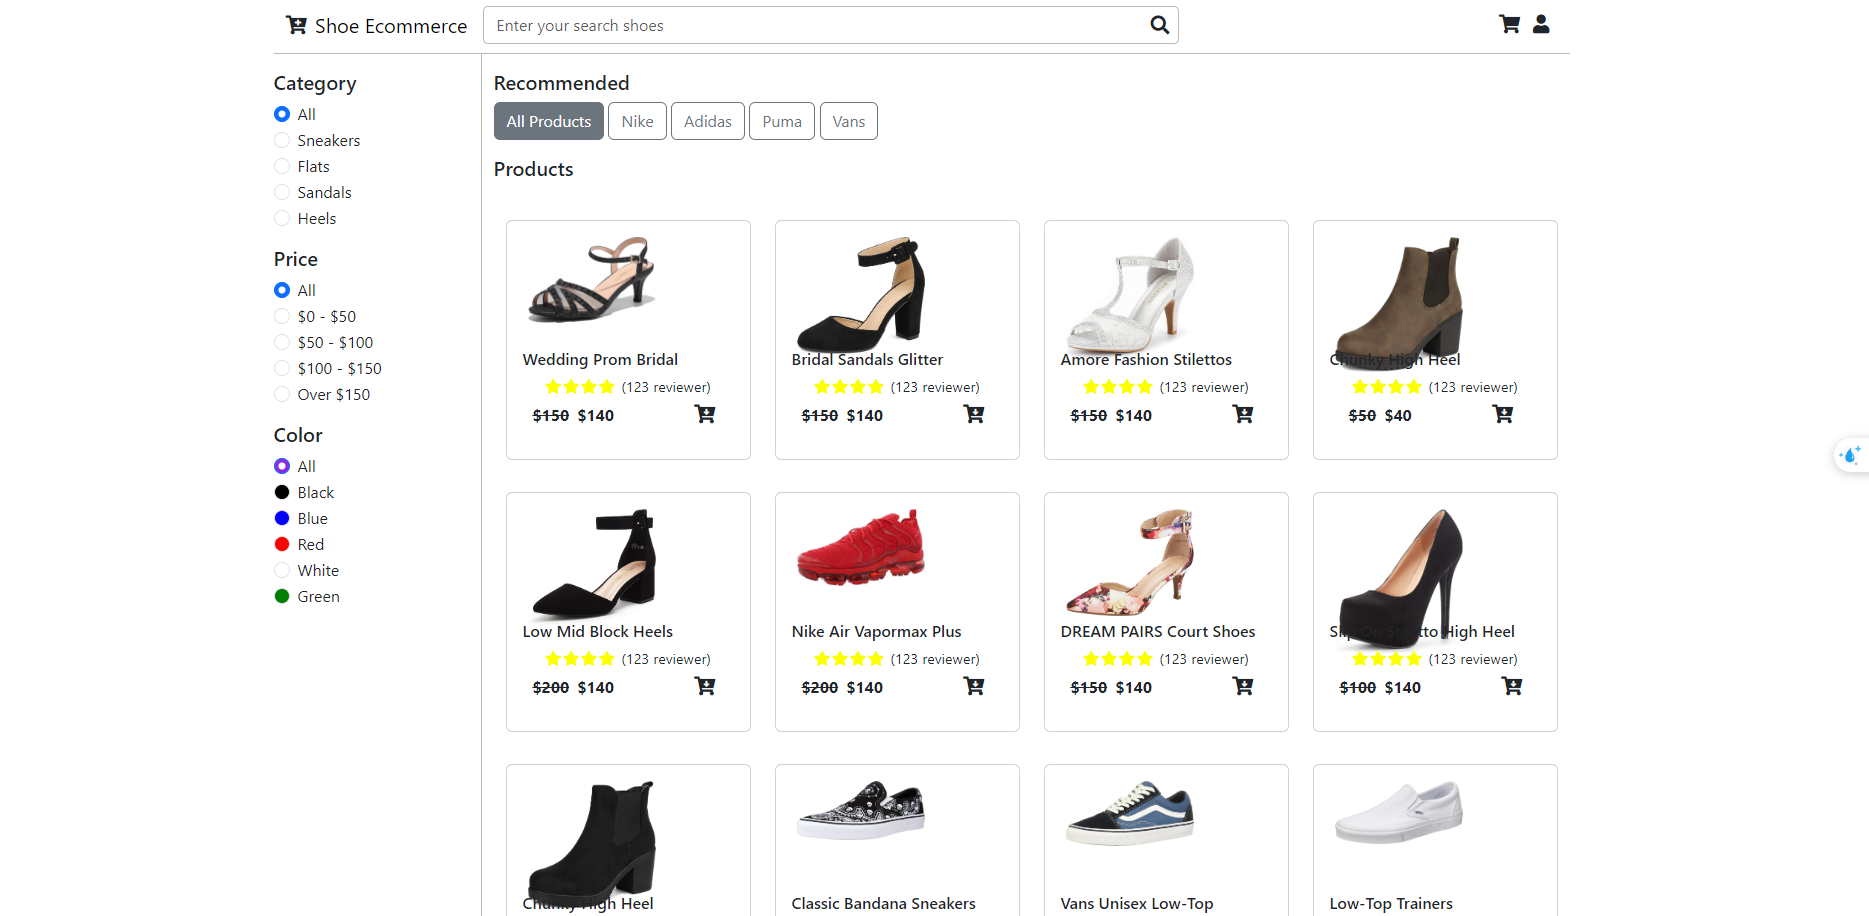 Shoe Ecommerce
Enter your search shoes
Category
All
Sneakers
Flats
Sandals
Heels
Price
All
$0 - $50
$50 - $100
$100 - $150
Over $150
Color
All
Black
Blue
Red
White
Green
Recommended
All Products Nike Adidas Puma Vans
Products
Wedding Prom Bridal
(123 reviewer)
$150 $140
Bridal Sandals Glitter
(123 reviewer)
$150 $140
Amore Fashion Stilettos
(123 reviewer)
$150 $140
Chunky High Heel
(123 reviewer)
$50 $40
Low Mid Block Heels
(123 reviewer)
$200 $140
Nike Air Vapormax Plus
(123 reviewer)
$200 $140
DREAM PAIRS Court Shoes
(123 reviewer)
$150 $140
Slip On Stiletto High Heel
(123 reviewer)
$100 $140
Chunky High Heel
Classic Bandana Sneakers
Vans Unisex Low-Top
Low-Top Trainers